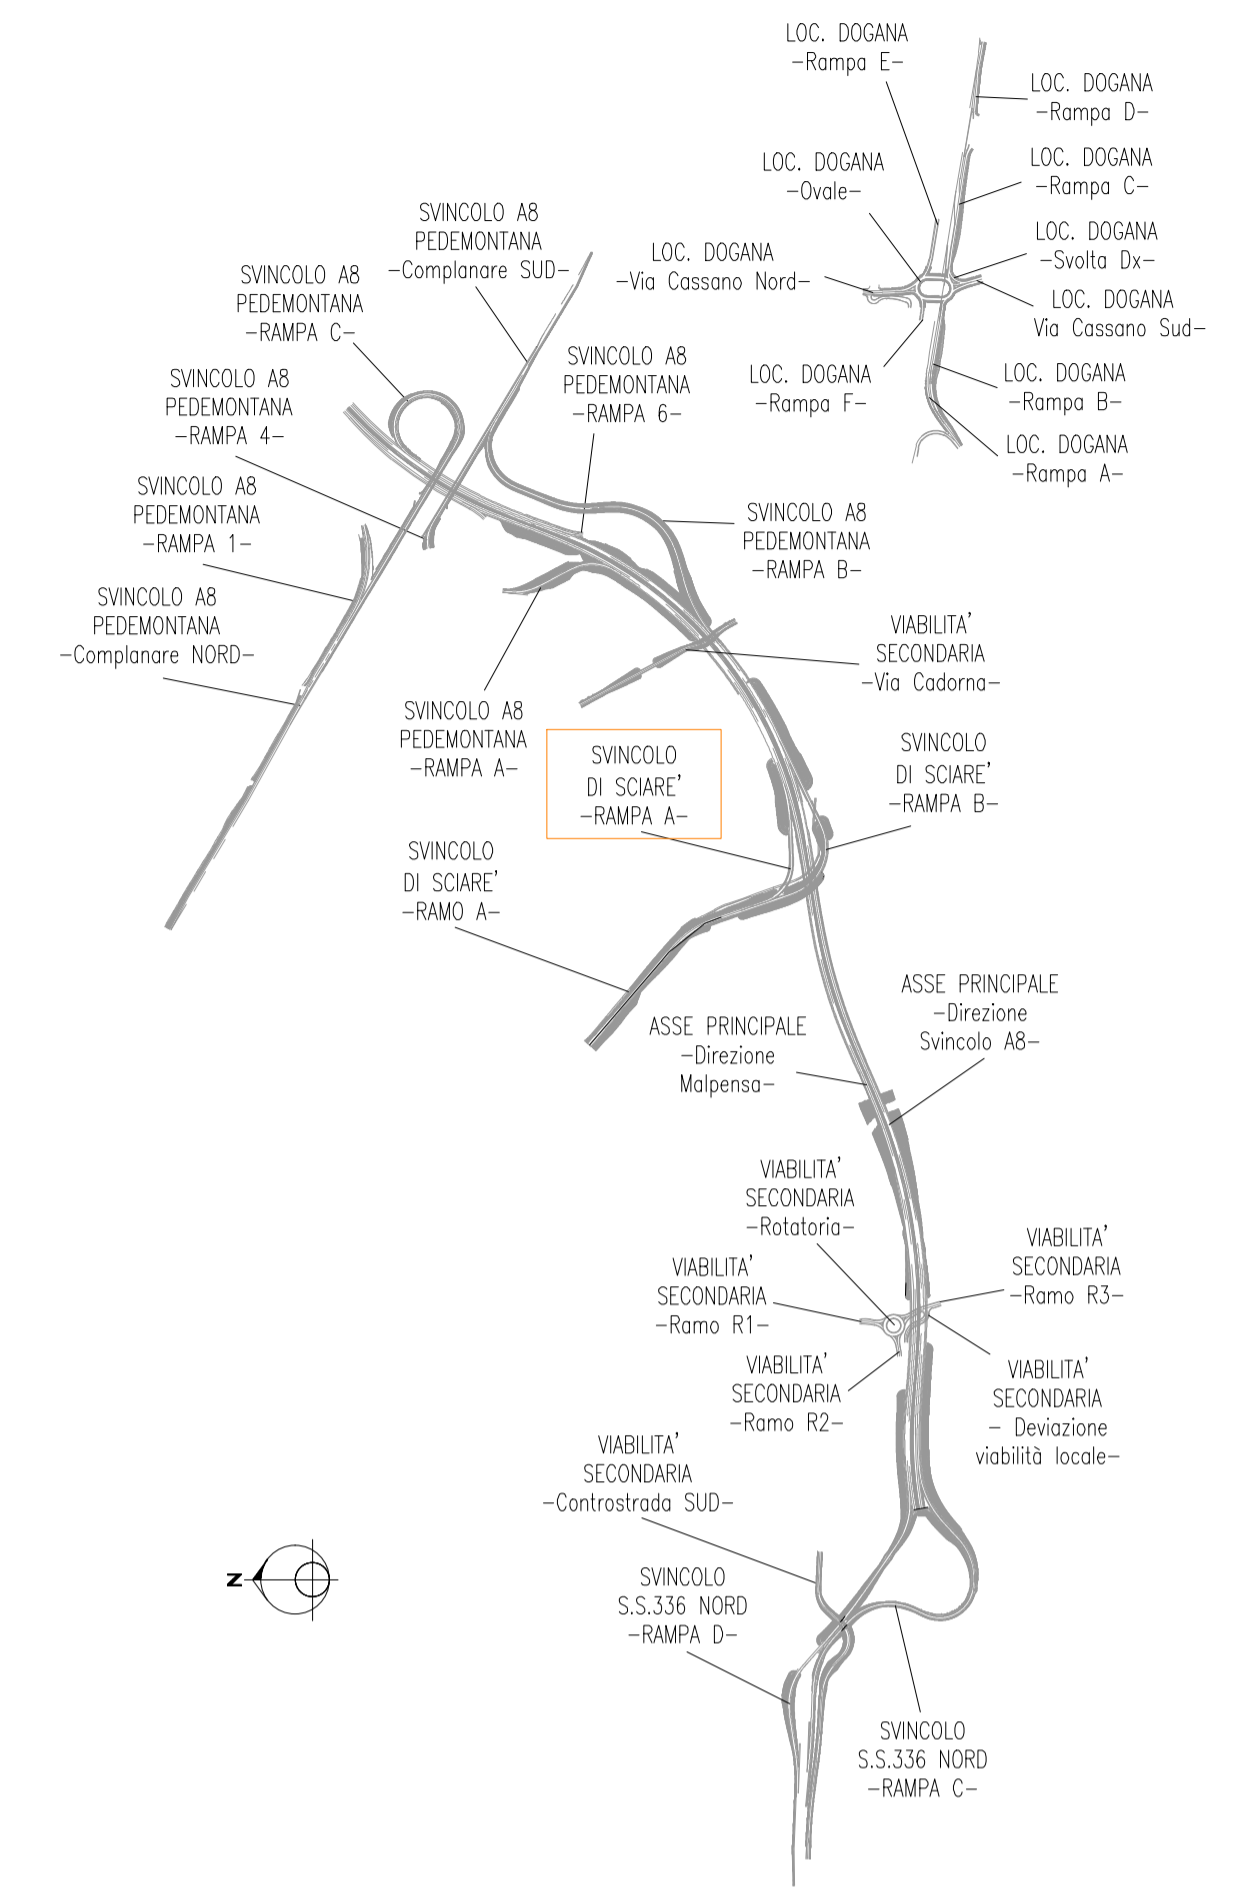 LOC. DOGANA
-Rampa E-
LOC. DOGANA
-Rampa D-
LOC. DOGANA
-Ovale-
LOC. DOGANA
-Rampa C-
SVINCOLO A8
PEDEMONTANA
-Complanare SUD-
LOC. DOGANA
-Via Cassano Nord-
LOC. DOGANA
-Svolta Dx-
SVINCOLO A8
PEDEMONTANA
-RAMPA C-
LOC. DOGANA
Via Cassano Sud-
SVINCOLO A8
PEDEMONTANA
-RAMPA 4-
SVINCOLO A8
PEDEMONTANA
-RAMPA 6-
LOC. DOGANA
-Rampa F-
LOC. DOGANA
-Rampa B-
LOC. DOGANA
-Rampa A-
SVINCOLO A8
PEDEMONTANA
-RAMPA 1-
SVINCOLO A8
PEDEMONTANA
-RAMPA B-
SVINCOLO A8
PEDEMONTANA
-Complanare NORD-
VIABILITA'
SECONDARIA
-Via Cadorna-
SVINCOLO A8
PEDEMONTANA
-RAMPA A-
SVINCOLO
DI SCIARE'
-RAMPA A-
SVINCOLO
DI SCIARE'
-RAMPA B-
SVINCOLO
DI SCIARE'
-RAMO A-
ASSE PRINCIPALE
-Direzione
Svincolo A8-
ASSE PRINCIPALE
-Direzione
Malpensa-
VIABILITA'
SECONDARIA
-Rotatoria-
VIABILITA'
SECONDARIA
-Ramo R3-
VIABILITA'
SECONDARIA
-Ramo R1-
VIABILITA'
SECONDARIA
-Ramo R2-
VIABILITA'
SECONDARIA
- Deviazione
viabilità locale-
VIABILITA'
SECONDARIA
-Controstrada SUD-
N
SVINCOLO
S.S.336 NORD
-RAMPA D-
SVINCOLO
S.S.336 NORD
-RAMPA C-